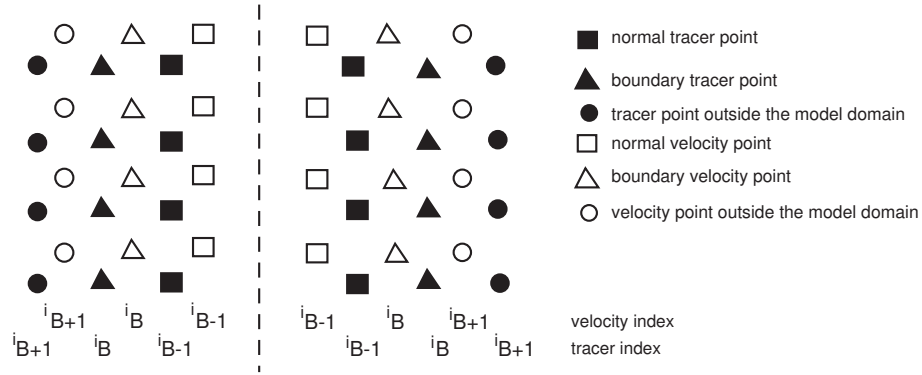 normal tracer point
boundary tracer point
tracer point outside the model domain
normal velocity point
boundary velocity point
velocity point outside the model domain
iB+1 iB iB-1 iB-1 iB iB+1 velocity index
iB+1 iB iB-1 iB-1 iB iB+1 tracer index